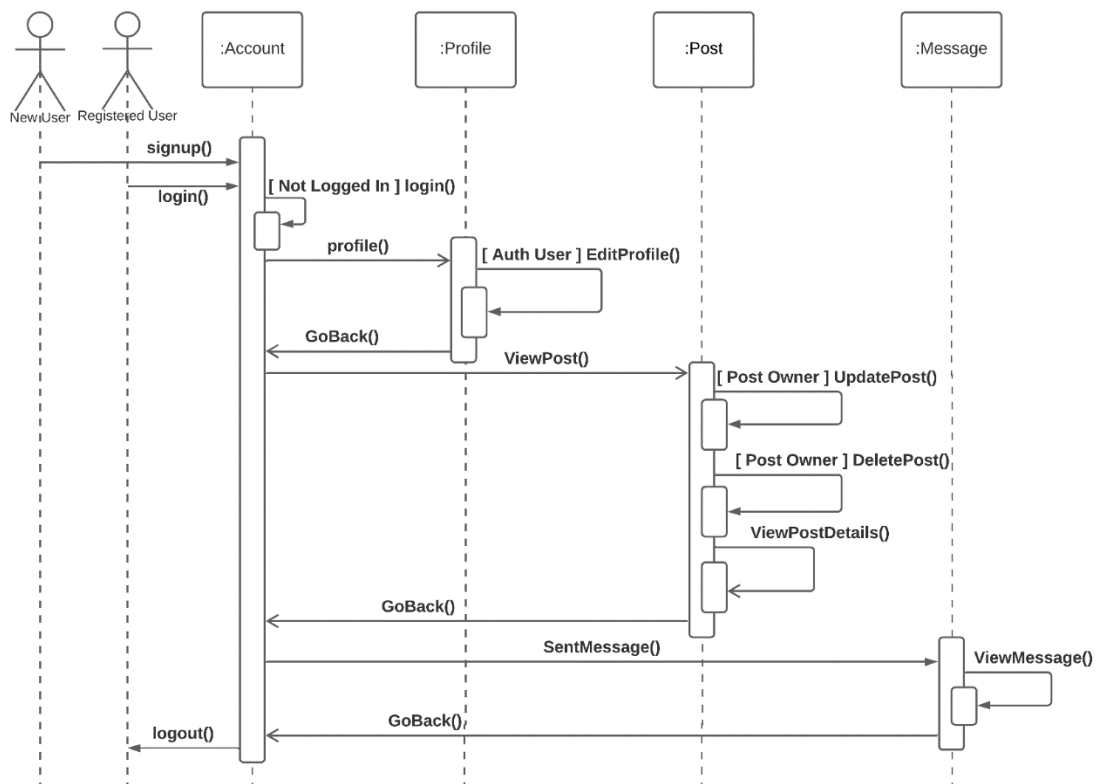 :Account
:Profile
:Post
:Message
New User
Registered User
signup()
login()
[ Not Logged In ] login()
profile()
[ Auth User ] EditProfile()
GoBack()
ViewPost()
[ Post Owner ] UpdatePost()
[ Post Owner ] DeletePost()
ViewPostDetails()
GoBack()
SentMessage()
ViewMessage()
GoBack()
logout()